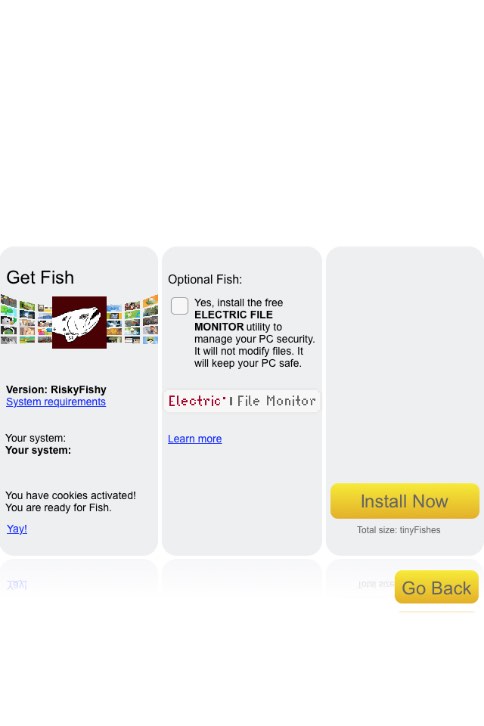 Get Fish
Version: RiskyFishy
System requirements
Your system:
Your system:
You have cookies activated!
You are ready for Fish.
Yay!
Optional Fish:
Yes, install the free
ELECTRIC FILE
MONITOR utility to
manage your PC security.
It will not modify files. It
will keep your PC safe.
Electric | File Monitor
Learn more
Install Now
Total size: tinyFishes
Go Back